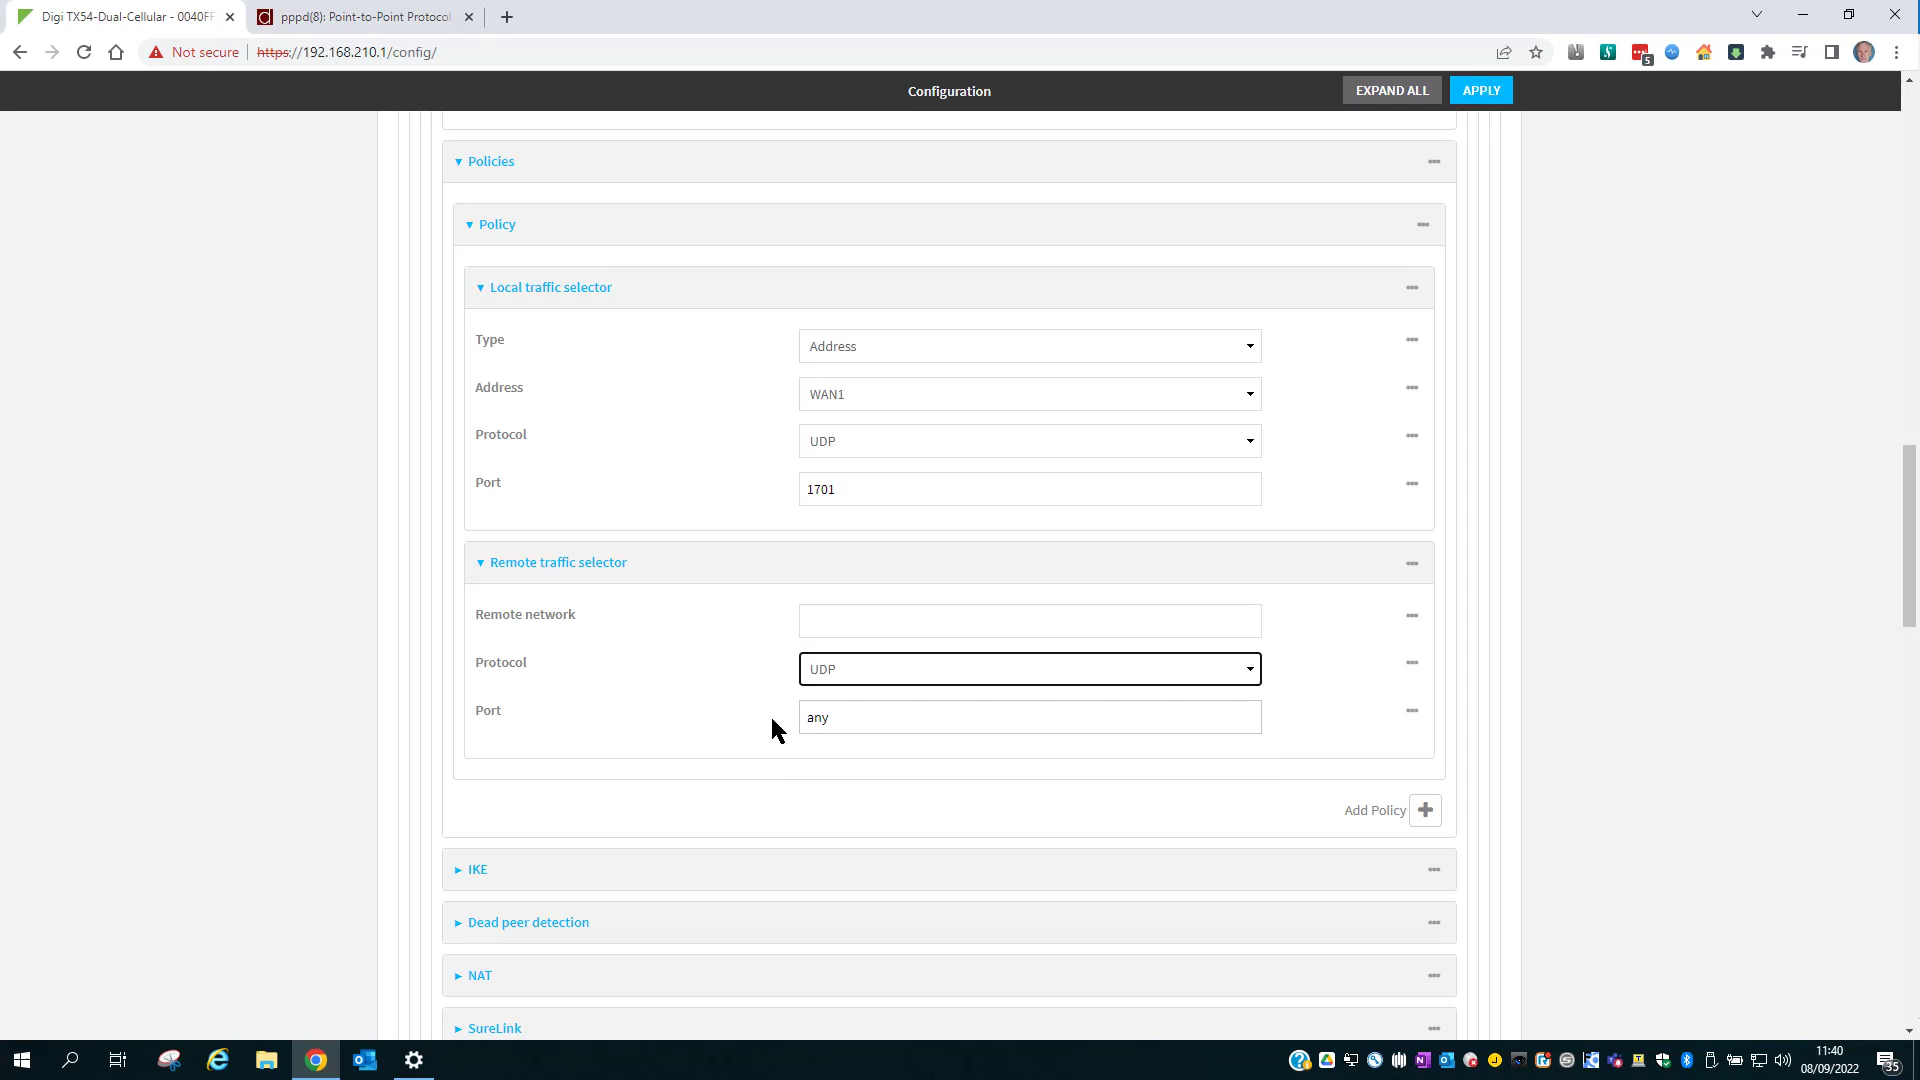 Digi TX54-Dual-Cellular - 0040FF
pppd(8): Point-to-Point Protocol
Not secure
https://192.168.210.1/config/
5
Configuration
EXPAND ALL
APPLY
Policies
Policy
Local traffic selector
Type
Address
Address
WAN1
Protocol
UDP
Port
1701
Remote traffic selector
Remote network
Protocol
UDP
Port
any
Add Policy
IKE
Dead peer detection
NAT
SureLink
11:40
08/09/2022
35